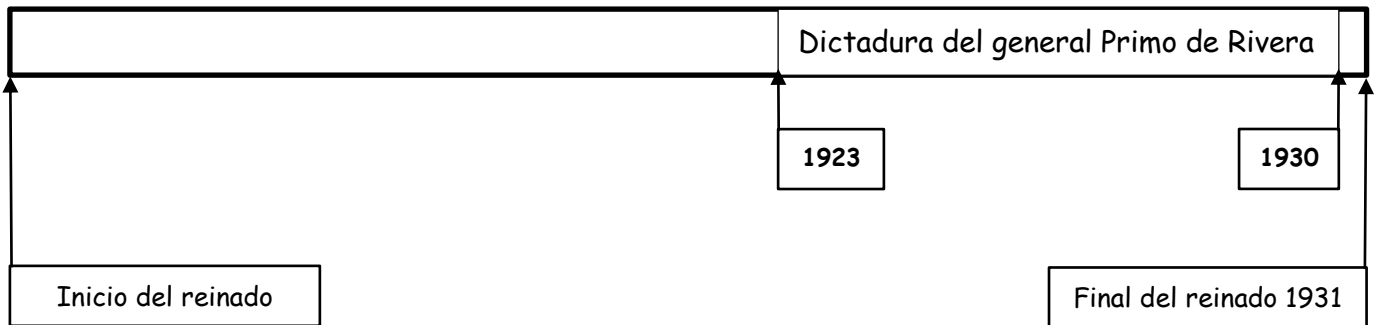 Dictadura del general Primo de Rivera
1923
1930
Inicio del reinado
Final del reinado 1931